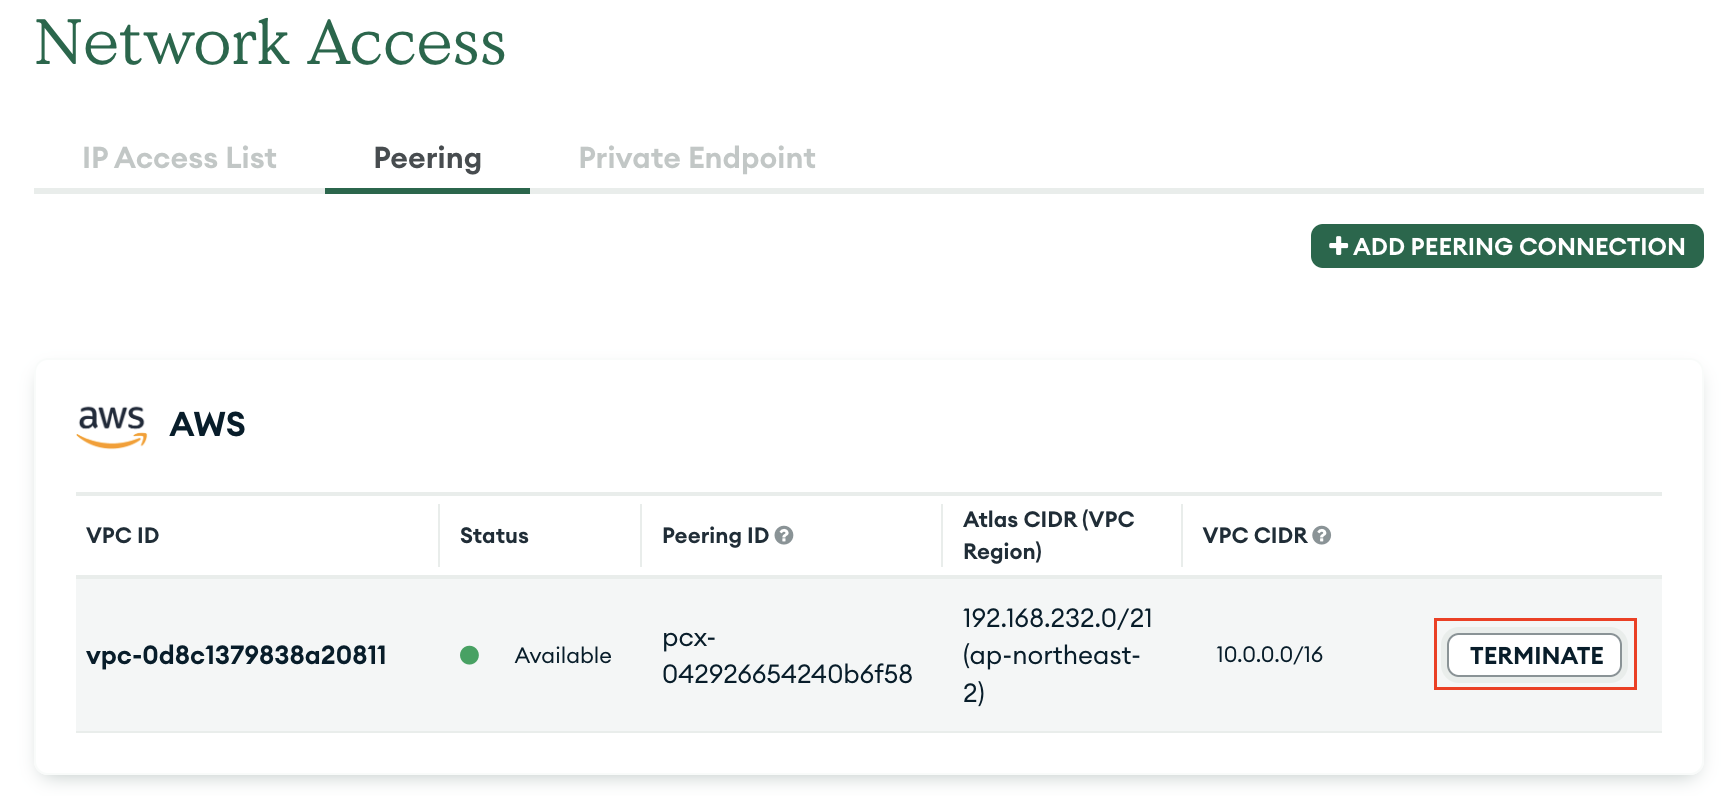 Network Access
IP Access List
Peering
Private Endpoint
+ ADD PEERING CONNECTION
aws
AWS
VPC ID
Status
Peering ID ?
Atlas CIDR (VPC
Region)
VPC CIDR ?
vpc-0d8c1379838a20811
Available
pcx-
042926654240b6f58
192.168.232.0/21
(ap-northeast-
2)
10.0.0.0/16
TERMINATE